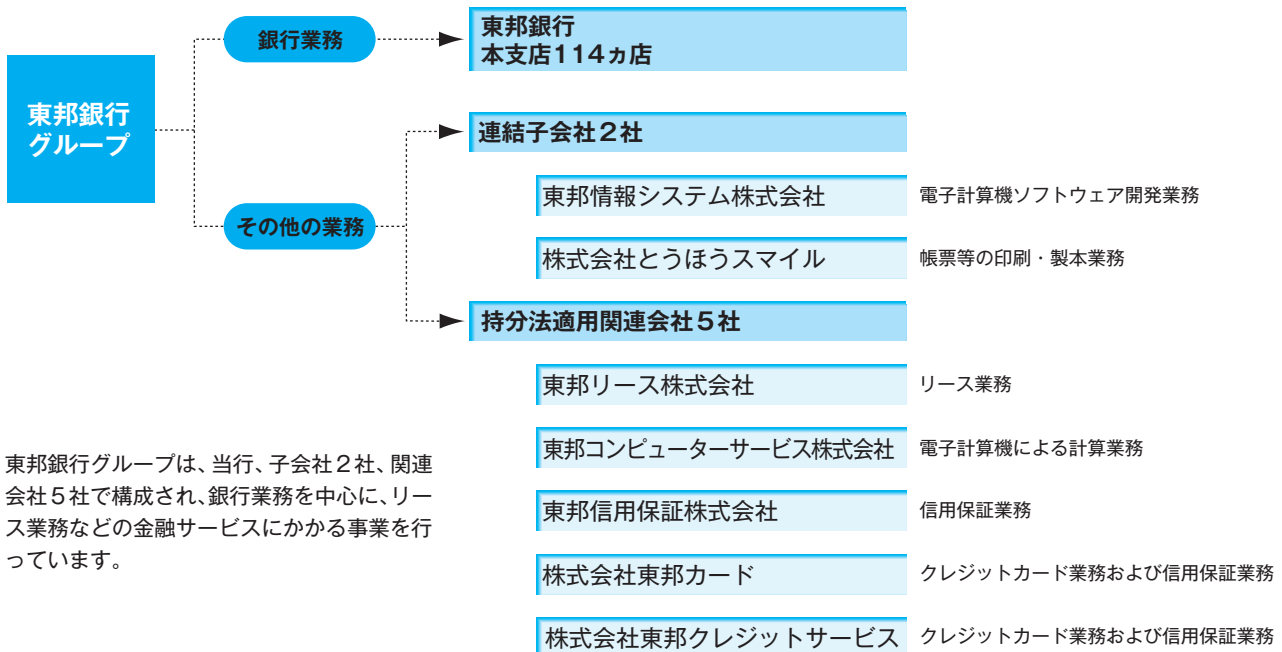 東邦銀行
グループ
銀行業務
東邦銀行
本支店114ヵ店
その他の業務
連結子会社2社
東邦情報システム株式会社
電子計算機ソフトウェア開発業務
株式会社とうほうスマイル
帳票等の印刷・製本業務
持分法適用関連会社5社
東邦リース株式会社
リース業務
東邦コンピューターサービス株式会社
電子計算機による計算業務
東邦信用保証株式会社
信用保証業務
株式会社東邦カード
クレジットカード業務および信用保証業務
株式会社東邦クレジットサービス
クレジットカード業務および信用保証業務
東邦銀行グループは、当行、子会社2社、関連
会社5社で構成され、銀行業務を中心に、リー
ス業務などの金融サービスにかかる事業を行
っています。